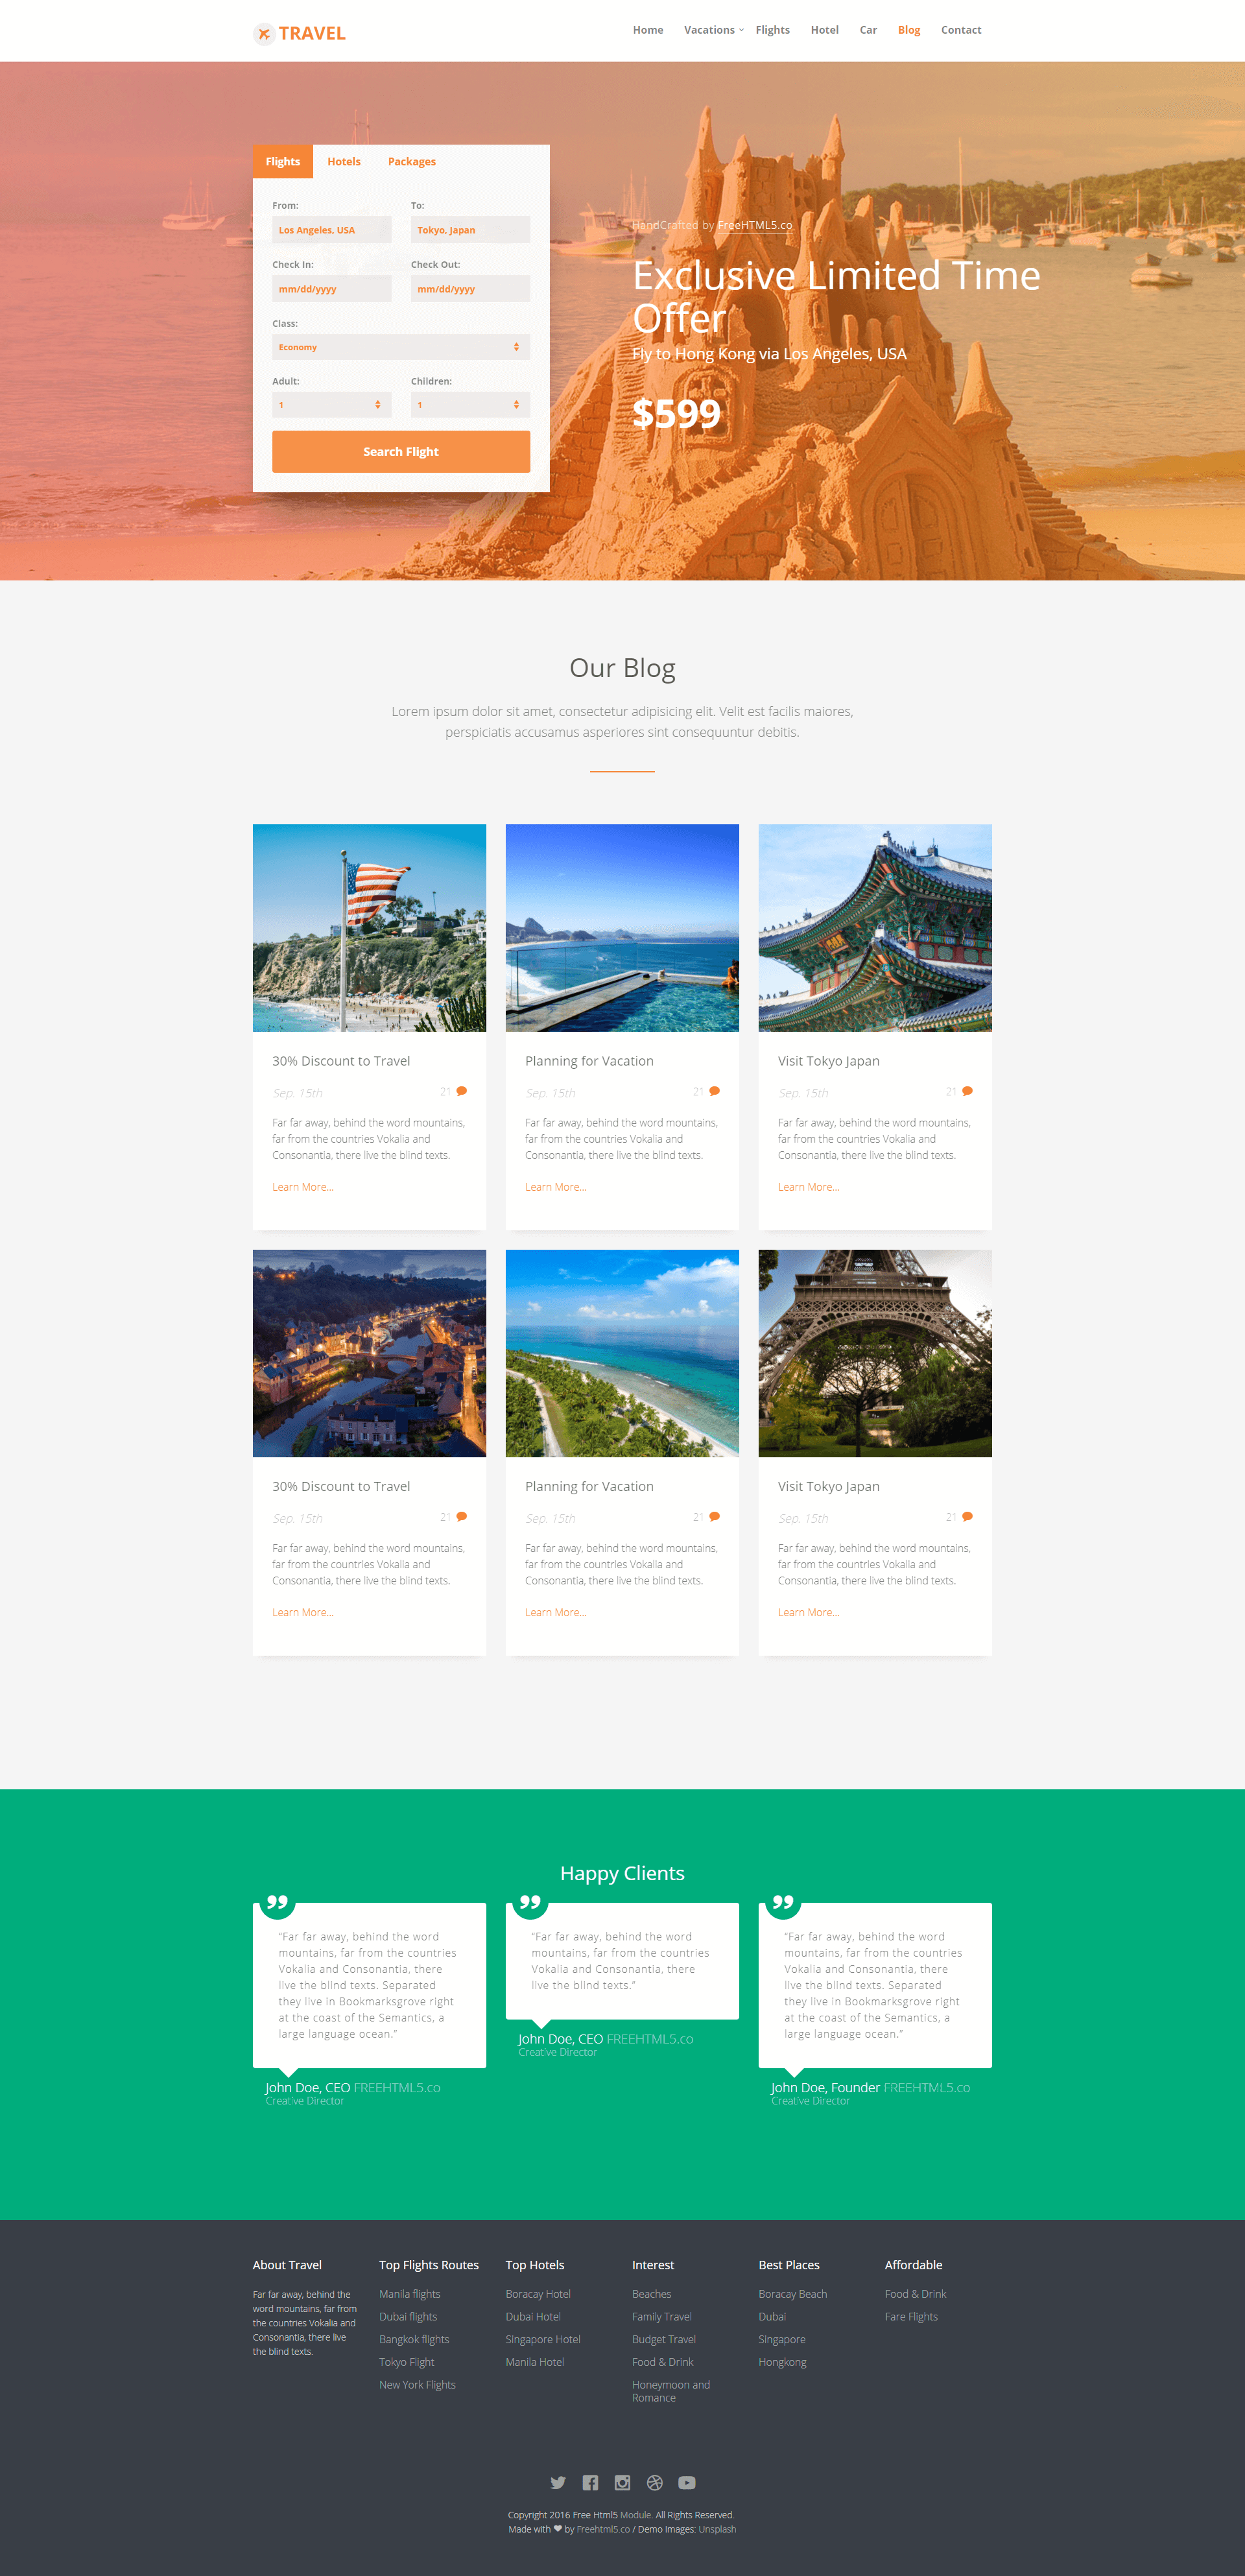 TRAVEL
Home Vacations Flights Hotel Car Blog Contact
Flights Hotels Packages
From: To:
Los Angeles, USA Tokyo, Japan
Check In: Check Out:
mm/dd/yyyy mm/dd/yyyy
Class:
Economy
Adult: Children:
1 1
Search Flight
HandCrafted by FreeHTML5.co
Exclusive Limited Time
Offer
Fly to Hong Kong via Los Angeles, USA
$599
Our Blog
Lorem ipsum dolor sit amet, consectetur adipisicing elit. Velit est facilis maiores,
perspiciatis accusamus asperiores sint consequuntur debitis.
30% Discount to Travel
Sep. 15th 21
Far far away, behind the word mountains,
far from the countries Vokalia and
Consonantia, there live the blind texts.
Learn More...
Planning for Vacation
Sep. 15th 21
Far far away, behind the word mountains,
far from the countries Vokalia and
Consonantia, there live the blind texts.
Learn More...
Visit Tokyo Japan
Sep. 15th 21
Far far away, behind the word mountains,
far from the countries Vokalia and
Consonantia, there live the blind texts.
Learn More...
30% Discount to Travel
Sep. 15th 21
Far far away, behind the word mountains,
far from the countries Vokalia and
Consonantia, there live the blind texts.
Learn More...
Planning for Vacation
Sep. 15th 21
Far far away, behind the word mountains,
far from the countries Vokalia and
Consonantia, there live the blind texts.
Learn More...
Visit Tokyo Japan
Sep. 15th 21
Far far away, behind the word mountains,
far from the countries Vokalia and
Consonantia, there live the blind texts.
Learn More...
Happy Clients
“Far far away, behind the word
mountains, far from the countries
Vokalia and Consonantia, there
live the blind texts. Separated
they live in Bookmarksgrove right
at the coast of the Semantics, a
large language ocean.”
John Doe, CEO FREEHTML5.co
Creative Director
“Far far away, behind the word
mountains, far from the countries
Vokalia and Consonantia, there
live the blind texts.”
John Doe, CEO FREEHTML5.co
Creative Director
“Far far away, behind the word
mountains, far from the countries
Vokalia and Consonantia, there
live the blind texts. Separated
they live in Bookmarksgrove right
at the coast of the Semantics, a
large language ocean.”
John Doe, Founder FREEHTML5.co
Creative Director
About Travel
Far far away, behind the
word mountains, far from
the countries Vokalia and
Consonantia, there live
the blind texts.
Top Flights Routes
Manila flights
Dubai flights
Bangkok flights
Tokyo Flight
New York Flights
Top Hotels
Boracay Hotel
Dubai Hotel
Singapore Hotel
Manila Hotel
Interest
Beaches
Family Travel
Budget Travel
Food & Drink
Honeymoon and
Romance
Best Places
Boracay Beach
Dubai
Singapore
Hongkong
Affordable
Food & Drink
Fare Flights
Copyright 2016 Free Html5 Module. All Rights Reserved.
Made with ♥ by Freehtml5.co / Demo Images: Unsplash